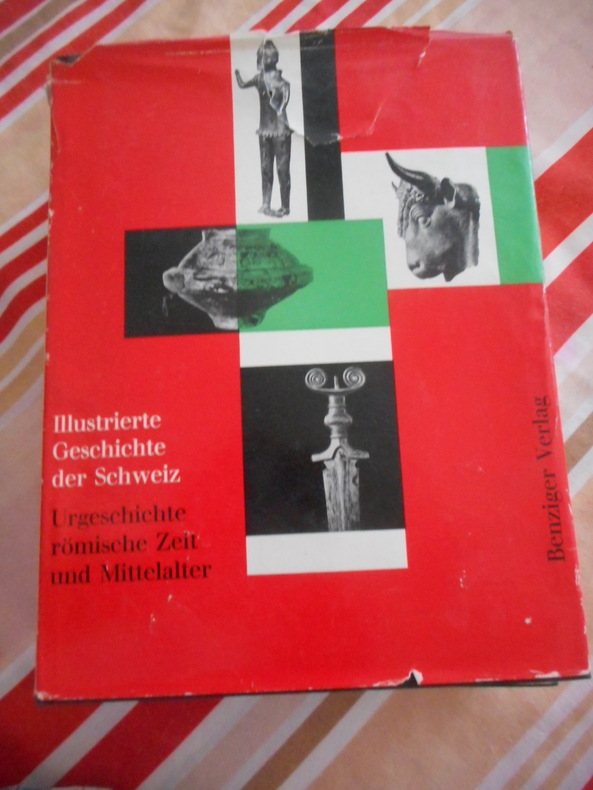 Illustrierte
Geschichte
der Schweiz
Urgeschichte
römische Zeit
und Mittelalter
Benziger Verlag